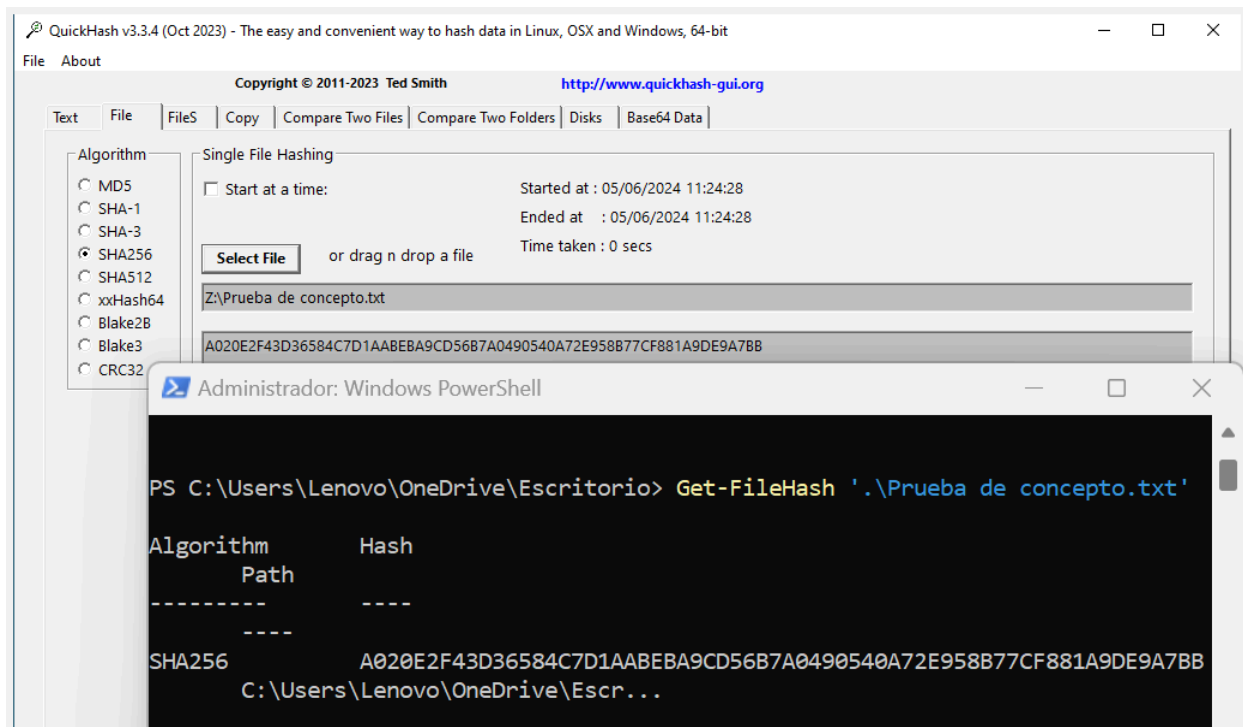 QuickHash v3.3.4 (Oct 2023) - The easy and convenient way to hash data in Linux, OSX and Windows, 64-bit
File About
Copyright © 2011-2023 Ted Smith http://www.quickhash-gui.org
Text File FileS Copy Compare Two Files Compare Two Folders Disks Base64 Data
Algorithm
MD5
SHA-1
SHA-3
SHA256
SHA512
xxHash64
Blake2B
Blake3
CRC32
Single File Hashing
Start at a time:
Started at : 05/06/2024 11:24:28
Ended at : 05/06/2024 11:24:28
Time taken : 0 secs
Select File or drag n drop a file
Z:\Prueba de concepto.txt
A020E2F43D36584C7D1AABEBA9CD56B7A0490540A72E958B77CF881A9DE9A7BB
Administrador: Windows PowerShell
PS C:\Users\Lenovo\OneDrive\Escritorio> Get-FileHash '.\Prueba de concepto.txt'
Algorithm Hash
Path
--------- ----
----
SHA256 A020E2F43D36584C7D1AABEBA9CD56B7A0490540A72E958B77CF881A9DE9A7BB
C:\Users\Lenovo\OneDrive\Escr...